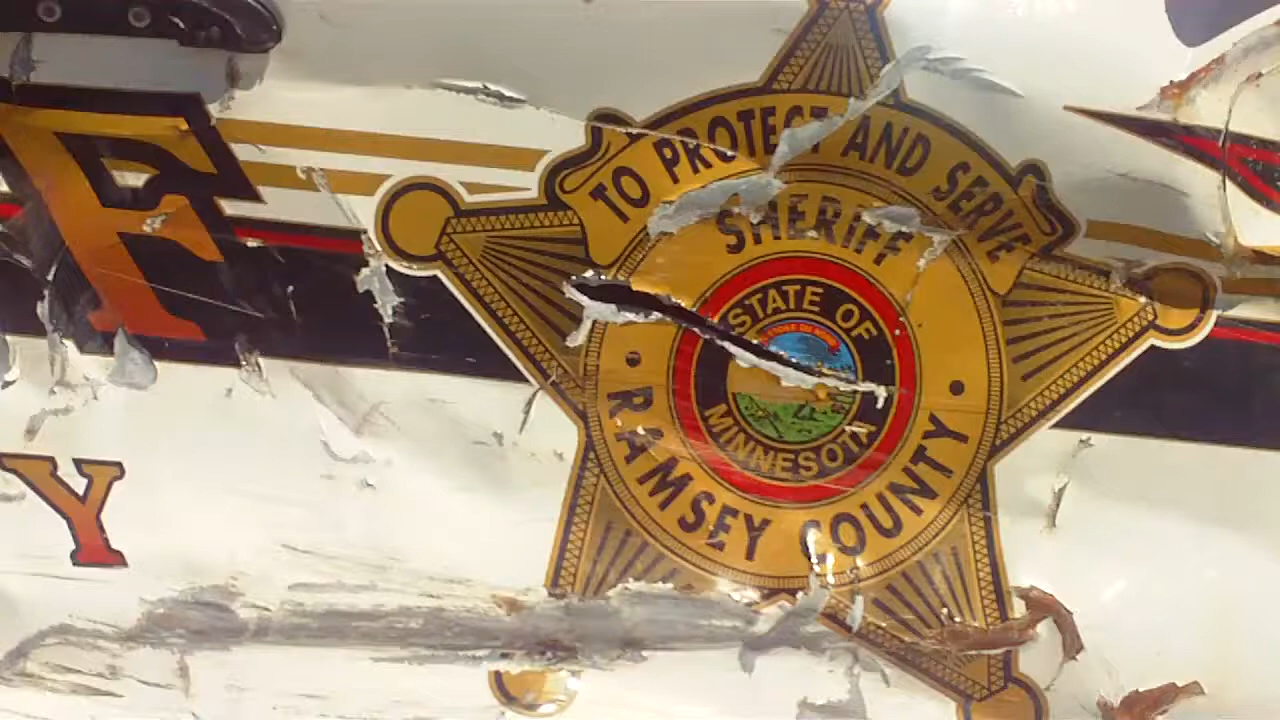 F
Y
TO PROTECT AND SERVE
SHERIFF
STATE OF
MINNESOTA
RAMSEY COUNTY